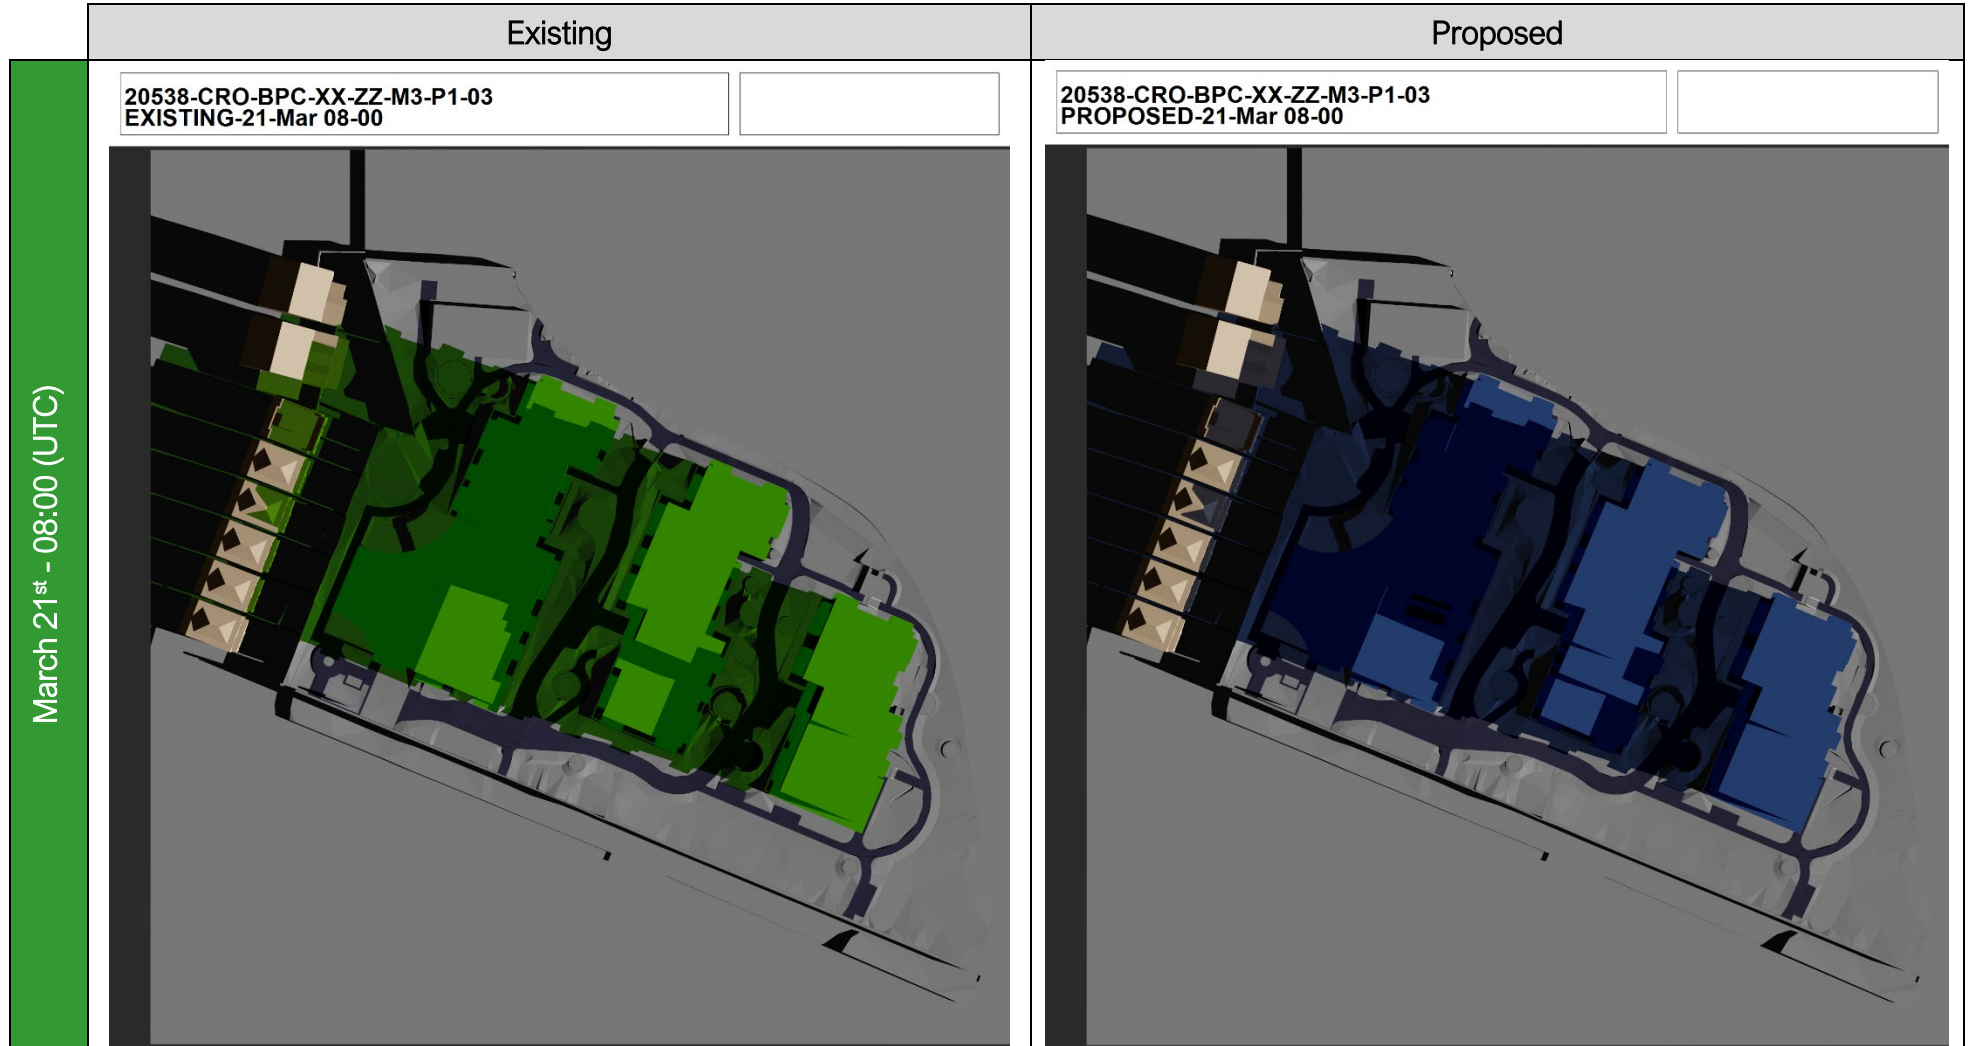 Existing
Proposed
March 21st - 08:00 (UTC)
20538-CRO-BPC-XX-ZZ-M3-P1-03
EXISTING-21-Mar 08-00
20538-CRO-BPC-XX-ZZ-M3-P1-03
PROPOSED-21-Mar 08-00